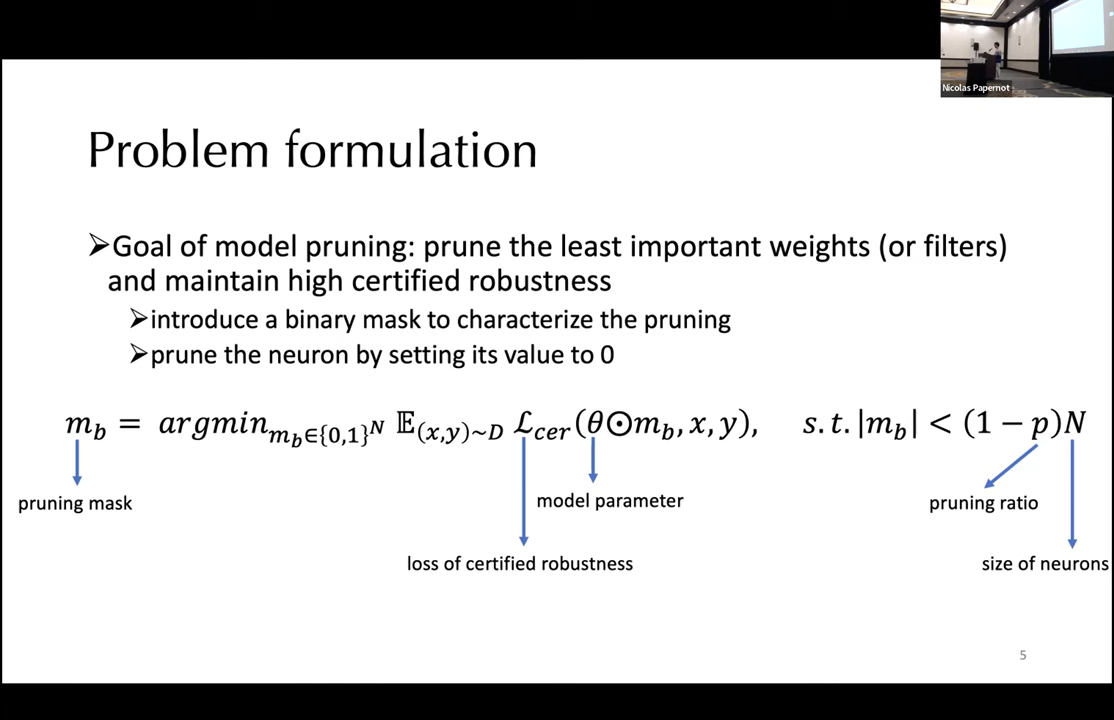 Nicolas Papernot
Problem formulation
➤Goal of model pruning: prune the least important weights (or filters)
and maintain high certified robustness
➤introduce a binary mask to characterize the pruning
➤prune the neuron by setting its value to 0
m_b = argmin_{m_b∈{0,1}^N} 𝔼_{(x,y)~D} ℒ_{cer}(θ⊙m_b, x, y), s.t.|m_b| < (1 − p)N
pruning mask
model parameter
pruning ratio
loss of certified robustness
size of neurons
5